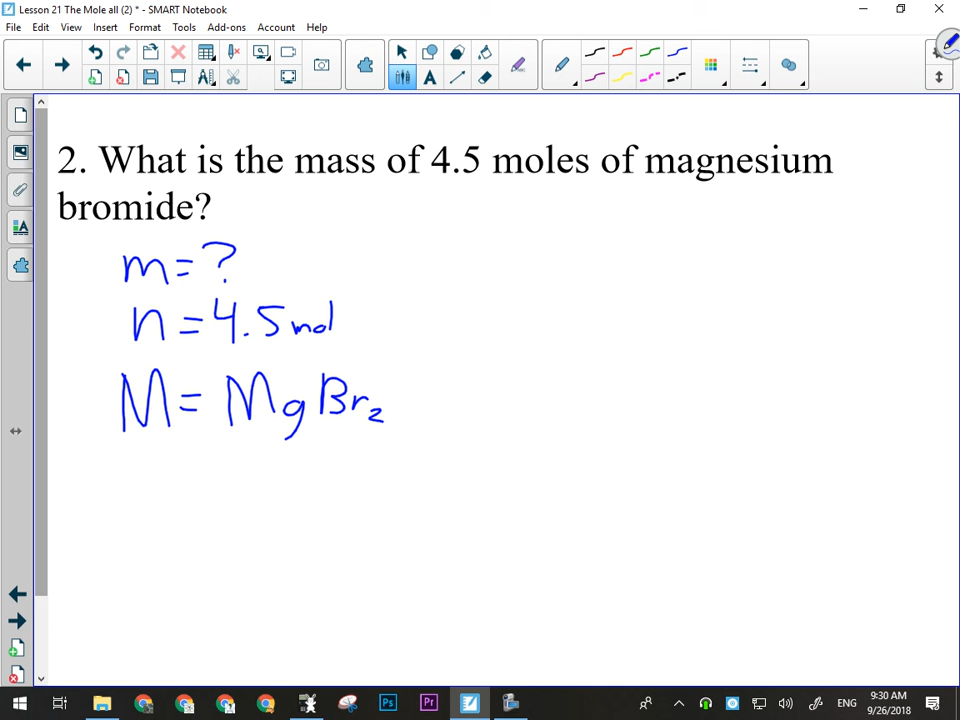 Lesson 21 The Mole all (2) * - SMART Notebook
File Edit View Insert Format Tools Add-ons Account Help
2. What is the mass of 4.5 moles of magnesium
bromide?
m = ?
n = 4.5 mol
M = MgBr₂
Ps Pr ENG 9:30 AM
9/26/2018